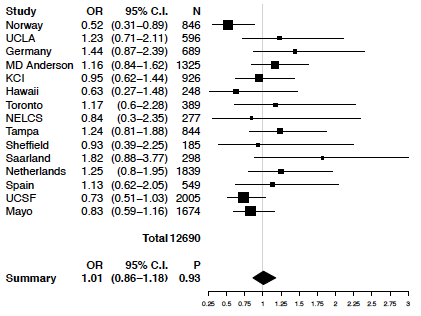 Study OR 95% C.I. N
Norway 0.52 (0.31–0.89) 846
UCLA 1.23 (0.71–2.11) 596
Germany 1.44 (0.87–2.39) 689
MD Anderson 1.16 (0.84–1.62) 1325
KCI 0.95 (0.62–1.44) 926
Hawaii 0.63 (0.27–1.48) 248
Toronto 1.17 (0.6–2.28) 389
NELCS 0.84 (0.3–2.35) 277
Tampa 1.24 (0.81–1.88) 844
Sheffield 0.93 (0.39–2.25) 185
Saarland 1.82 (0.88–3.77) 298
Netherlands 1.25 (0.8–1.95) 1839
Spain 1.13 (0.62–2.05) 549
UCSF 0.73 (0.51–1.03) 2005
Mayo 0.83 (0.59–1.16) 1674
Total 12690
OR 95% C.I. P
Summary 1.01 (0.86–1.18) 0.93
0.25 0.5 0.75 1 1.25 1.5 1.75 2 2.25 2.5 2.75 3